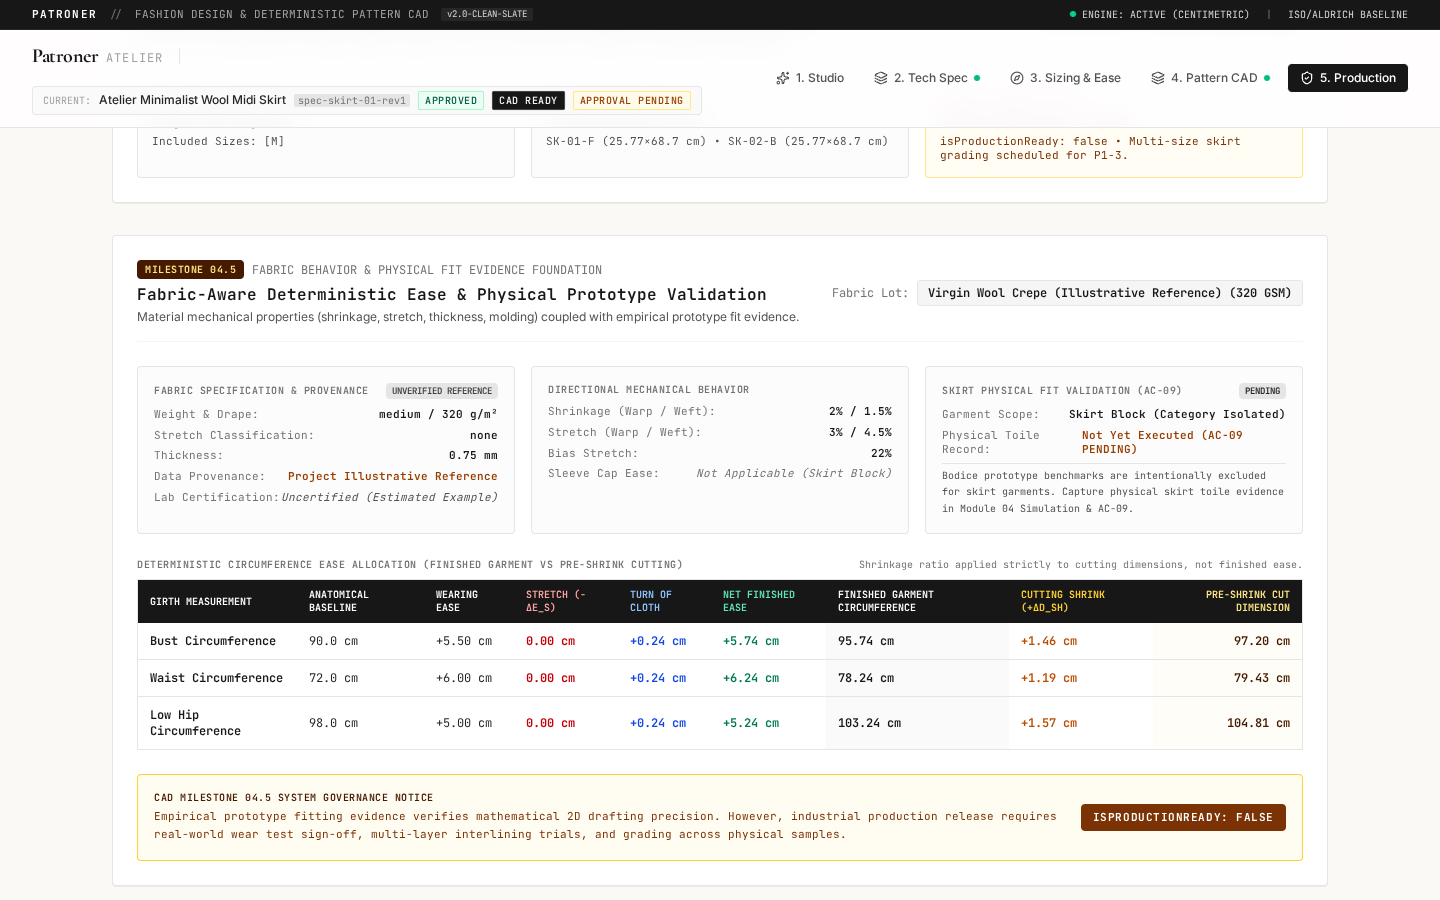 PATRONER // FASHION DESIGN & DETERMINISTIC PATTERN CAD v2.0-CLEAN-SLATE
ENGINE: ACTIVE (CENTIMETRIC) | ISO/ALDRICH BASELINE
Patroner ATELIER
1. Studio 2. Tech Spec 3. Sizing & Ease 4. Pattern CAD 5. Production
CURRENT: Atelier Minimalist Wool Midi Skirt spec-skirt-01-rev1 APPROVED CAD READY APPROVAL PENDING
Included Sizes: [M]
SK-01-F (25.77×68.7 cm) • SK-02-B (25.77×68.7 cm)
isProductionReady: false • Multi-size skirt
grading scheduled for P1-3.
MILESTONE 04.5 FABRIC BEHAVIOR & PHYSICAL FIT EVIDENCE FOUNDATION
Fabric-Aware Deterministic Ease & Physical Prototype Validation
Material mechanical properties (shrinkage, stretch, thickness, molding) coupled with empirical prototype fit evidence.
Fabric Lot: Virgin Wool Crepe (Illustrative Reference) (320 GSM)
FABRIC SPECIFICATION & PROVENANCE UNVERIFIED REFERENCE
Weight & Drape: medium / 320 g/m²
Stretch Classification: none
Thickness: 0.75 mm
Data Provenance: Project Illustrative Reference
Lab Certification: Uncertified (Estimated Example)
DIRECTIONAL MECHANICAL BEHAVIOR
Shrinkage (Warp / Weft): 2% / 1.5%
Stretch (Warp / Weft): 3% / 4.5%
Bias Stretch: 22%
Sleeve Cap Ease: Not Applicable (Skirt Block)
SKIRT PHYSICAL FIT VALIDATION (AC-09) PENDING
Garment Scope: Skirt Block (Category Isolated)
Physical Toile Record: Not Yet Executed (AC-09 PENDING)
Bodice prototype benchmarks are intentionally excluded
for skirt garments. Capture physical skirt toile evidence
in Module 04 Simulation & AC-09.
DETERMINISTIC CIRCUMFERENCE EASE ALLOCATION (FINISHED GARMENT VS PRE-SHRINK CUTTING)
Shrinkage ratio applied strictly to cutting dimensions, not finished ease.
GIRTH MEASUREMENT ANATOMICAL BASELINE WEARING EASE STRETCH (-ΔE_S) TURN OF CLOTH NET FINISHED EASE FINISHED GARMENT CIRCUMFERENCE CUTTING SHRINK (+ΔD_SH) PRE-SHRINK CUT DIMENSION
Bust Circumference 90.0 cm +5.50 cm 0.00 cm +0.24 cm +5.74 cm 95.74 cm +1.46 cm 97.20 cm
Waist Circumference 72.0 cm +6.00 cm 0.00 cm +0.24 cm +6.24 cm 78.24 cm +1.19 cm 79.43 cm
Low Hip Circumference 98.0 cm +5.00 cm 0.00 cm +0.24 cm +5.24 cm 103.24 cm +1.57 cm 104.81 cm
CAD MILESTONE 04.5 SYSTEM GOVERNANCE NOTICE
Empirical prototype fitting evidence verifies mathematical 2D drafting precision. However, industrial production release requires
real-world wear test sign-off, multi-layer interlining trials, and grading across physical samples.
ISPRODUCTIONREADY: FALSE